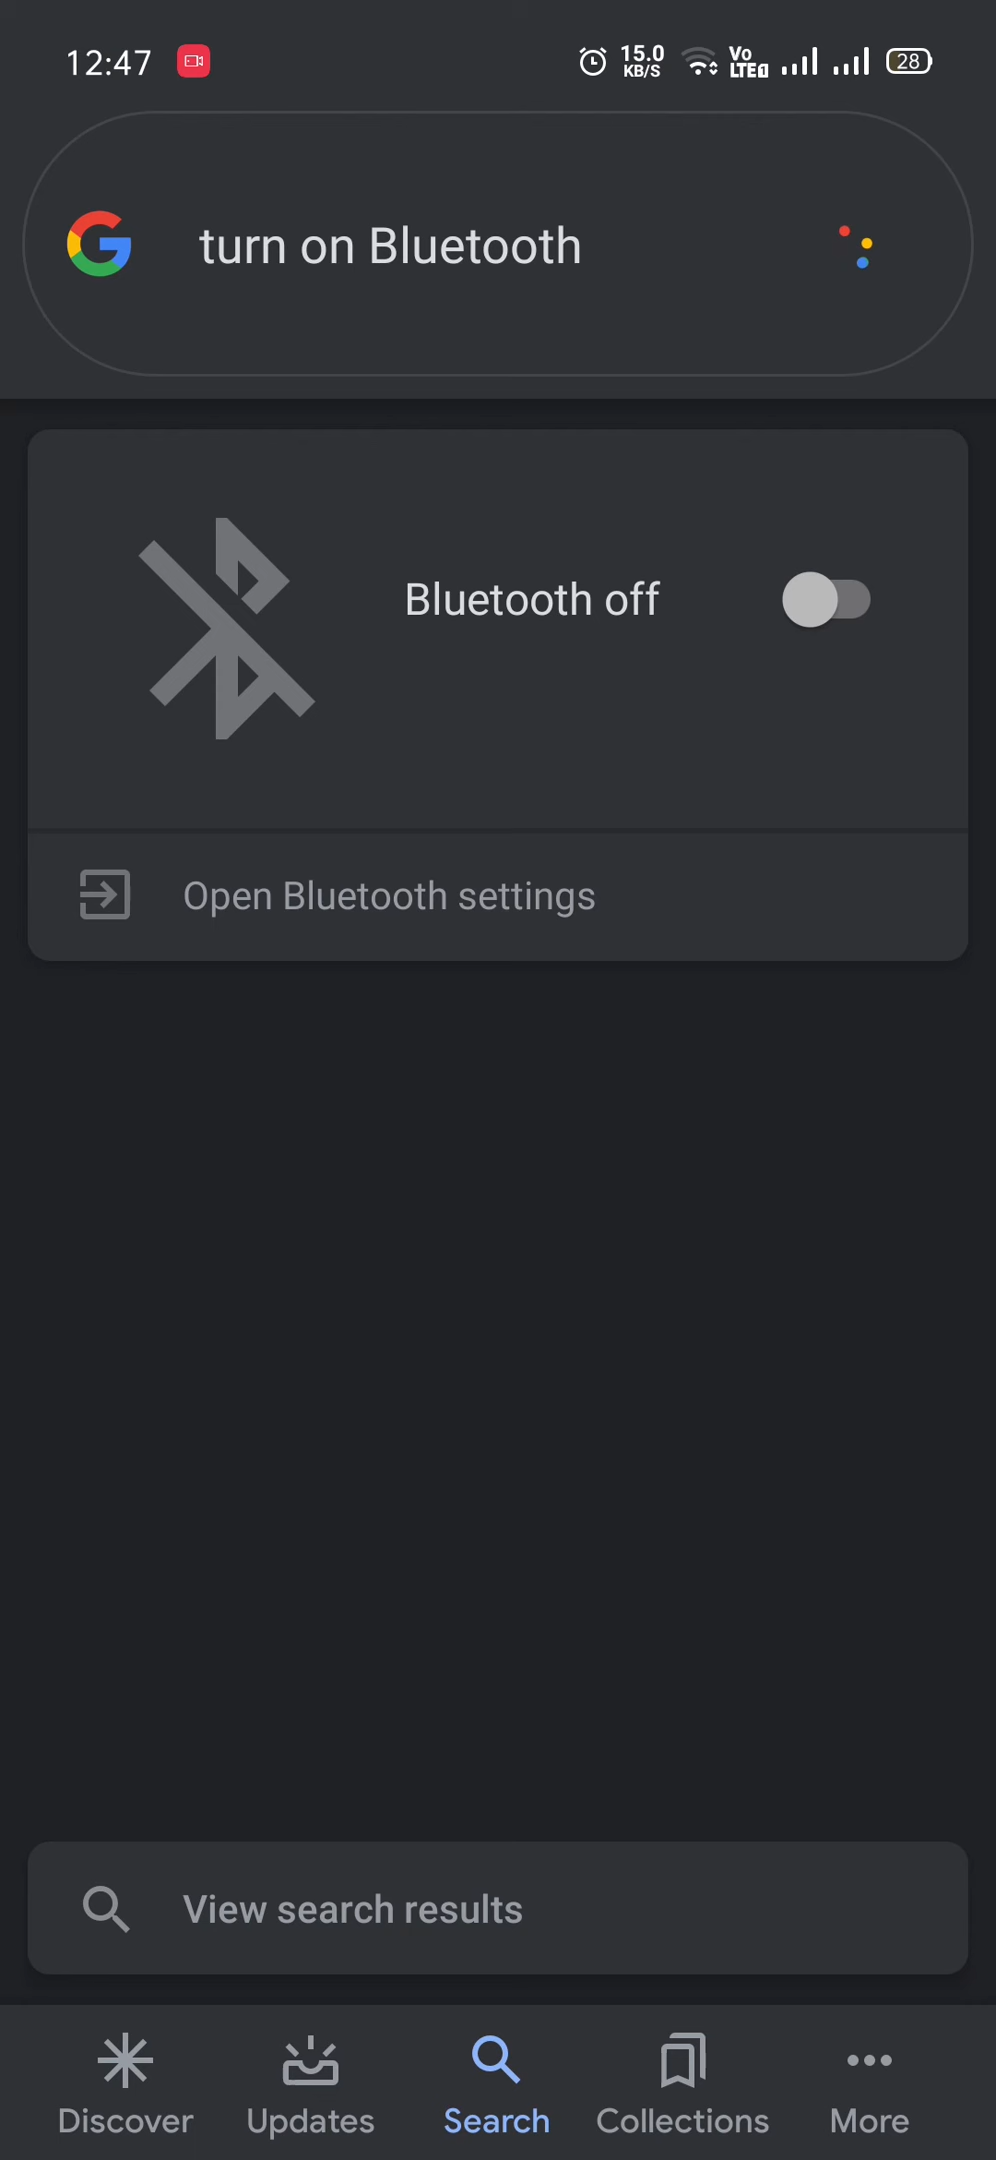 12:47
15.0 KB/S
Vo LTE1
28
turn on Bluetooth
Bluetooth off
Open Bluetooth settings
View search results
Discover Updates Search Collections More